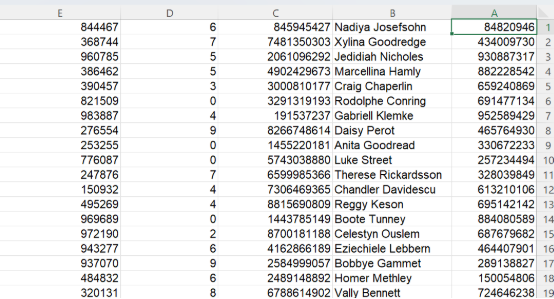 E D C B A
844467 6 845945427 Nadiya Josefsohn 84820946 1
368744 7 7481350303 Xylina Goodredge 434009730 2
960785 5 2061096292 Jedidiah Nicholes 930887317 3
386462 5 4902429673 Marcellina Hamly 882228542 4
390457 3 3000810177 Craig Chaperlin 659240869 5
821509 0 3291319193 Rodolphe Conring 691477134 6
983887 4 191537237 Gabriell Klemke 952589429 7
276554 9 8266748614 Daisy Perot 465764930 8
253255 0 1455220181 Anita Goodread 330672233 9
776087 0 5743038880 Luke Street 257234494 10
247876 7 6599985366 Therese Rickardsson 328039849 11
150932 4 7306469365 Chandler Davidescu 613210106 12
495269 4 8815690809 Reggy Keson 695142142 13
969689 0 1443785149 Boote Tunney 884080589 14
972190 2 8700181188 Celestyn Ouslem 687679682 15
943277 6 4162866189 Eziechiele Lebbern 464407901 16
937070 9 2584999057 Bobbye Gammet 289138827 17
484832 6 2489148892 Homer Methley 150054806 18
320131 8 6788614902 Vally Bennett 724646238 19